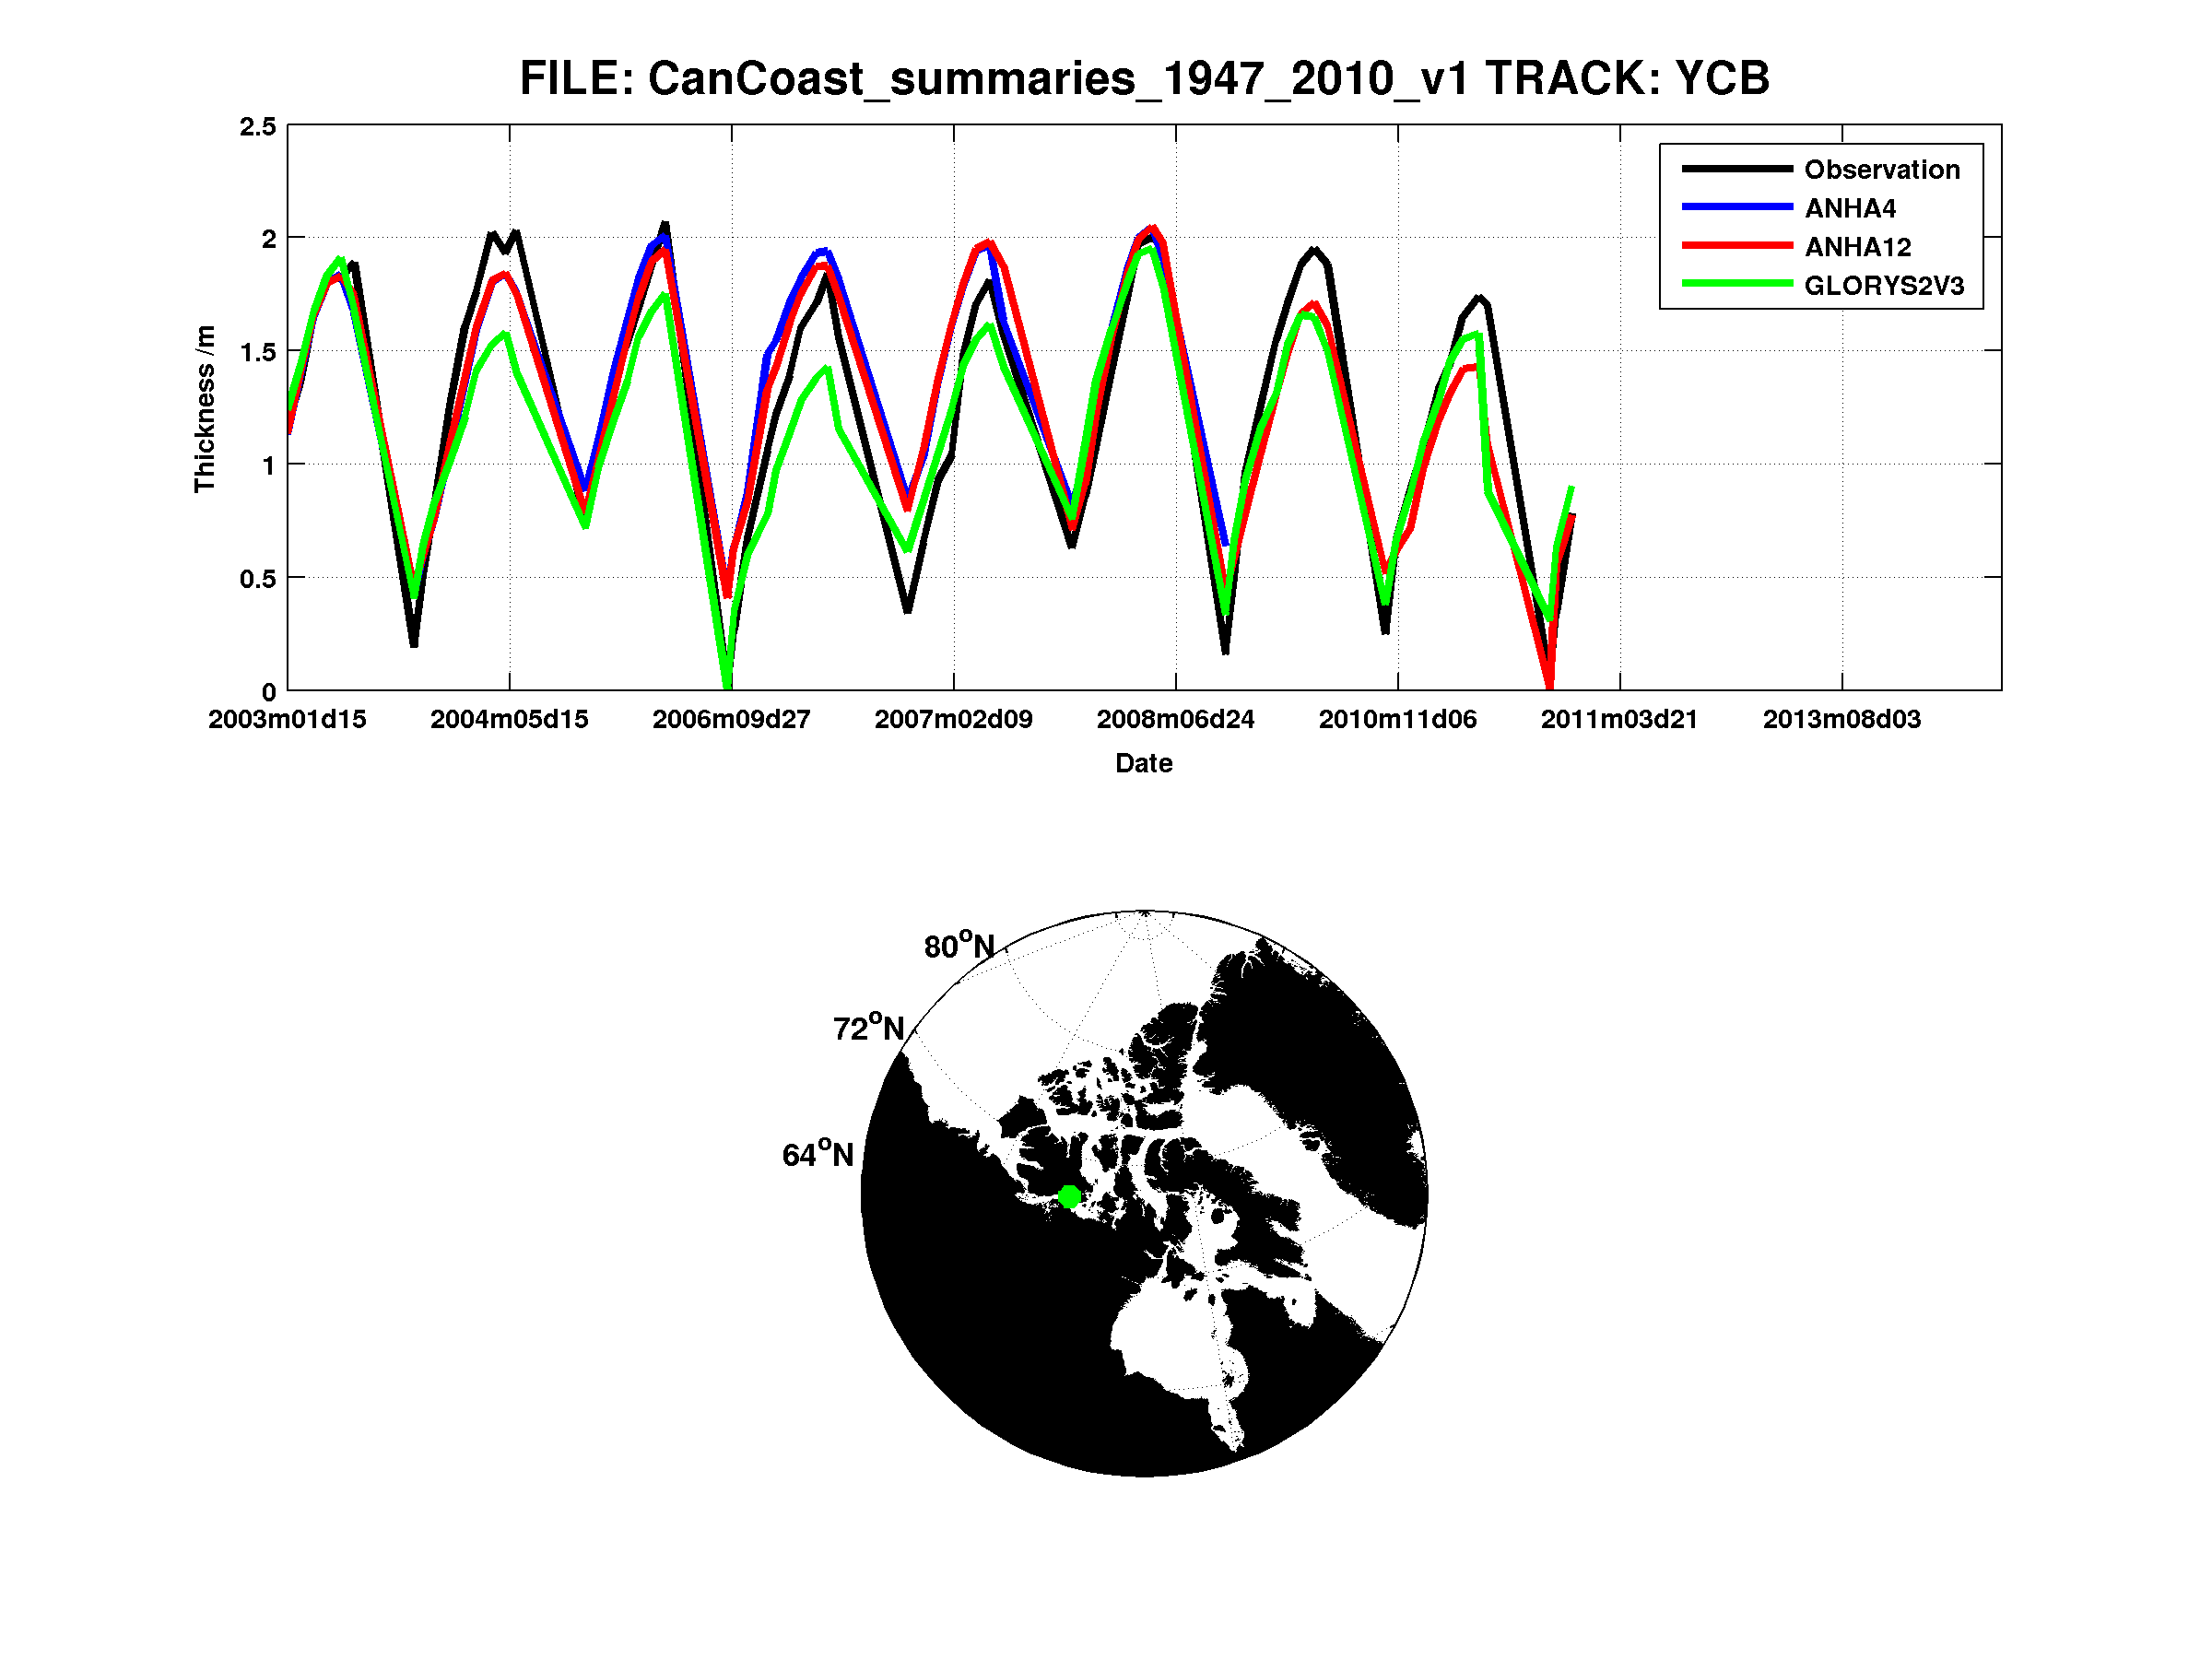 FILE: CanCoast_summaries_1947_2010_v1 TRACK: YCB
2.5
2
1.5
1
0.5
0
Thickness /m
Observation
ANHA4
ANHA12
GLORYS2V3
2003m01d15 2004m05d15 2006m09d27 2007m02d09 2008m06d24 2010m11d06 2011m03d21 2013m08d03
Date
80°N
72°N
64°N